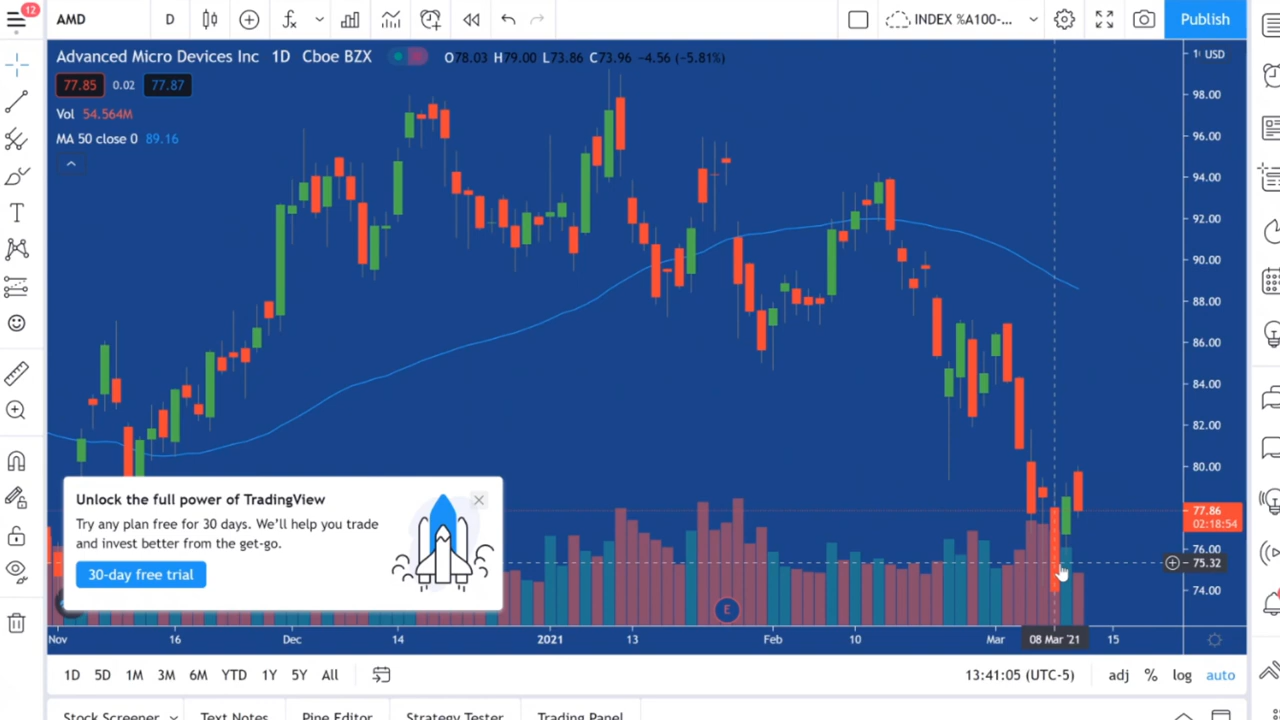 12
AMD
D
INDEX %A100-...
Publish
Advanced Micro Devices Inc 1D Cboe BZX
O78.03 H79.00 L73.86 C73.96 −4.56 (−5.81%)
77.85 0.02 77.87
Vol 54.564M
MA 50 close 0 89.16
USD
98.00
96.00
94.00
92.00
90.00
88.00
86.00
84.00
82.00
80.00
77.86
02:18:54
76.00
75.32
74.00
Unlock the full power of TradingView
Try any plan free for 30 days. We'll help you trade
and invest better from the get-go.
30-day free trial
E
Nov 16 Dec 14 2021 13 Feb 10 Mar 08 Mar '21 15
1D 5D 1M 3M 6M YTD 1Y 5Y All
13:41:05 (UTC-5) adj % log auto
Stock Screener Text Notes Pine Editor Strategy Tester Trading Panel